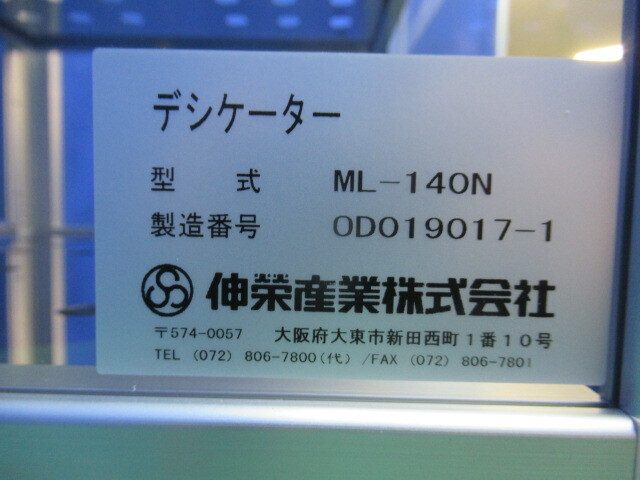 デシケーター
型　式　ML-140N
製造番号　OD019017-1
伸栄産業株式会社
〒574-0057　大阪府大東市新田西町1番10号
TEL (072) 806-7800(代) /FAX (072) 806-7801